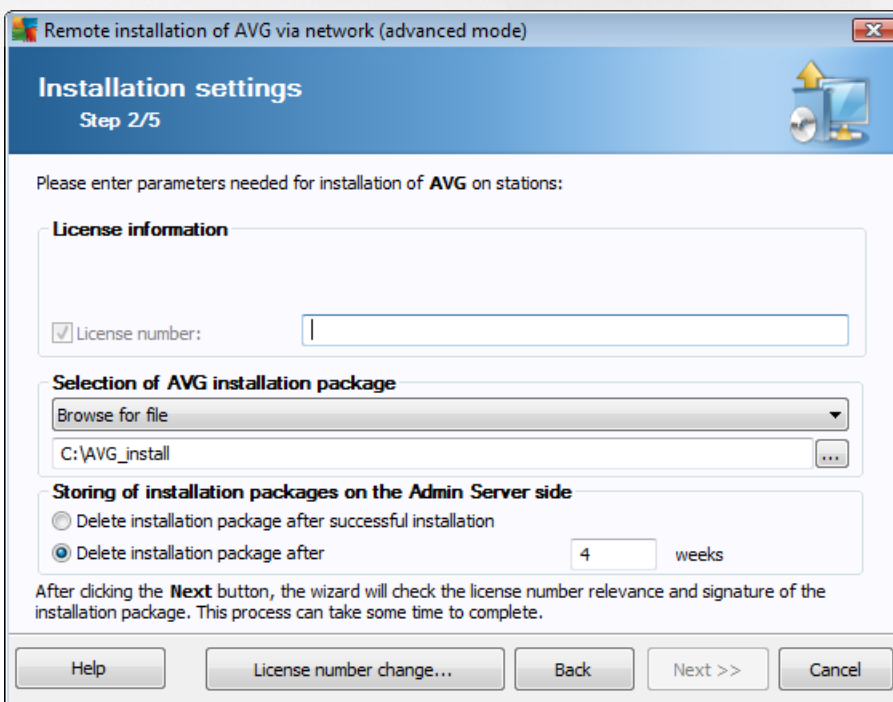 Remote installation of AVG via network (advanced mode)
Installation settings
Step 2/5
Please enter parameters needed for installation of AVG on stations:
License information
License number:
Selection of AVG installation package
Browse for file
C:\AVG_install
...
Storing of installation packages on the Admin Server side
Delete installation package after successful installation
Delete installation package after 4 weeks
After clicking the Next button, the wizard will check the license number relevance and signature of the
installation package. This process can take some time to complete.
Help License number change... Back Next >> Cancel